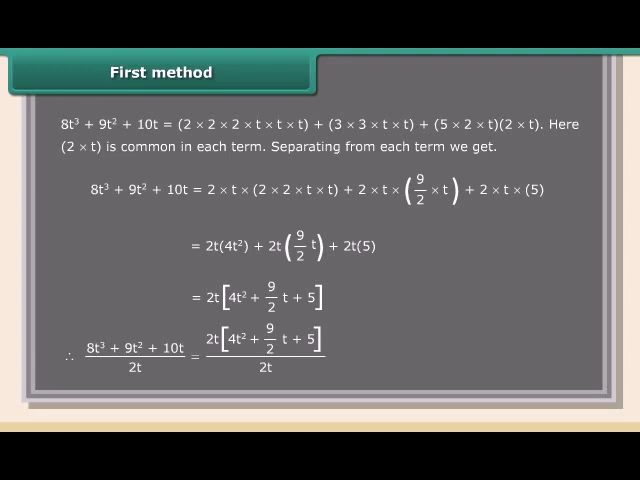 First method
8t³ + 9t² + 10t = (2 × 2 × 2 × t × t × t) + (3 × 3 × t × t) + (5 × 2 × t)(2 × t). Here
(2 × t) is common in each term. Separating from each term we get.
8t³ + 9t² + 10t = 2 × t × (2 × 2 × t × t) + 2 × t × (9/2 × t) + 2 × t × (5)
= 2t(4t²) + 2t(9/2 t) + 2t(5)
= 2t[4t² + 9/2 t + 5]
∴ (8t³ + 9t² + 10t)/2t = 2t[4t² + 9/2 t + 5]/2t